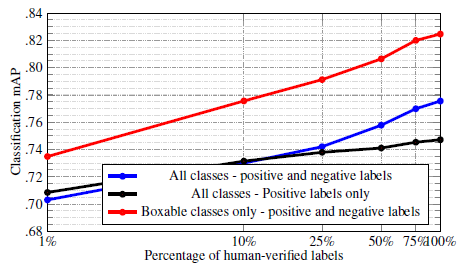 .84
.82
.80
.78
.76
.74
.72
.70
.68
Classification mAP
All classes - positive and negative labels
All classes - Positive labels only
Boxable classes only - positive and negative labels
1% 10% 25% 50% 75%100%
Percentage of human-verified labels